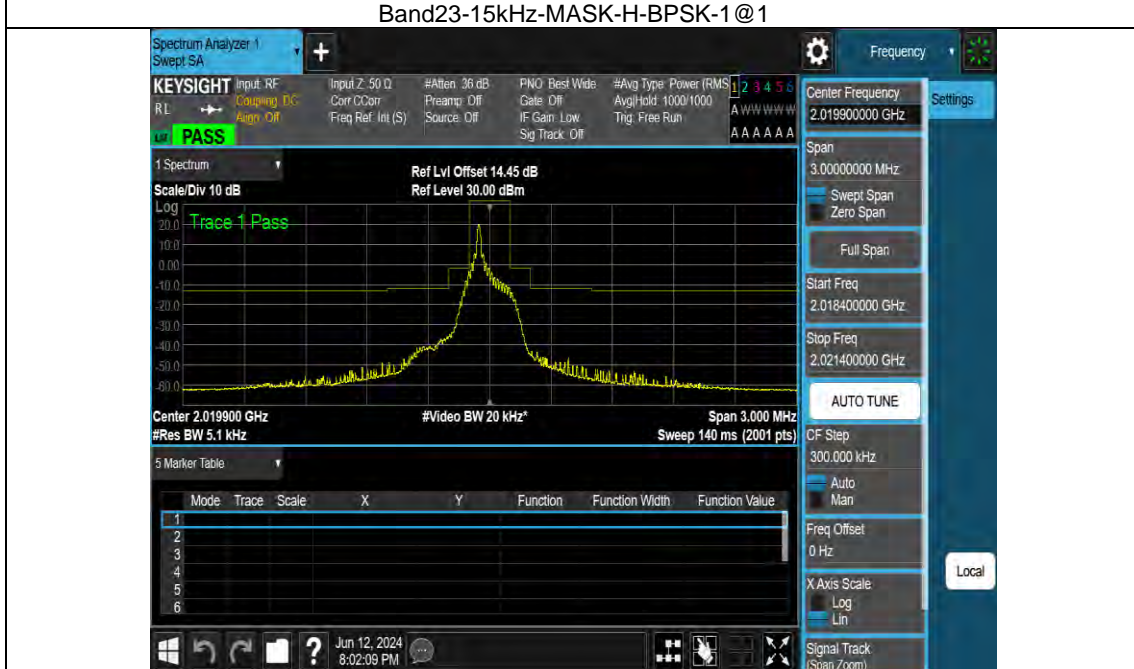 Band23-15kHz-MASK-H-BPSK-1@1
Spectrum Analyzer 1
Swept SA
Frequency
KEYSIGHT
Input: RF
Coupling: DC
Align: Off
RL
LXI
PASS
Input Z: 50 Ω
Corr CCorr
Freq Ref: Int (S)
#Atten: 36 dB
Preamp: Off
Source: Off
PNO: Best Wide
Gate: Off
IF Gain: Low
Sig Track: Off
#Avg Type: Power (RMS
Avg|Hold: 1000/1000
Trig: Free Run
1 2 3 4 5 6
A W W W W W
A A A A A A
1 Spectrum
Scale/Div 10 dB
Ref Lvl Offset 14.45 dB
Ref Level 30.00 dBm
Log
Trace 1 Pass
20.0
10.0
0.00
-10.0
-20.0
-30.0
-40.0
-50.0
-60.0
Center 2.019900 GHz
#Video BW 20 kHz*
Span 3.000 MHz
#Res BW 5.1 kHz
Sweep 140 ms (2001 pts)
5 Marker Table
Mode Trace Scale X Y Function Function Width Function Value
1
2
3
4
5
6
Jun 12, 2024
8:02:09 PM
Center Frequency
2.019900000 GHz
Settings
Span
3.00000000 MHz
Swept Span
Zero Span
Full Span
Start Freq
2.018400000 GHz
Stop Freq
2.021400000 GHz
AUTO TUNE
CF Step
300.000 kHz
Auto
Man
Freq Offset
0 Hz
X Axis Scale
Log
Lin
Local
Signal Track
(Span Zoom)